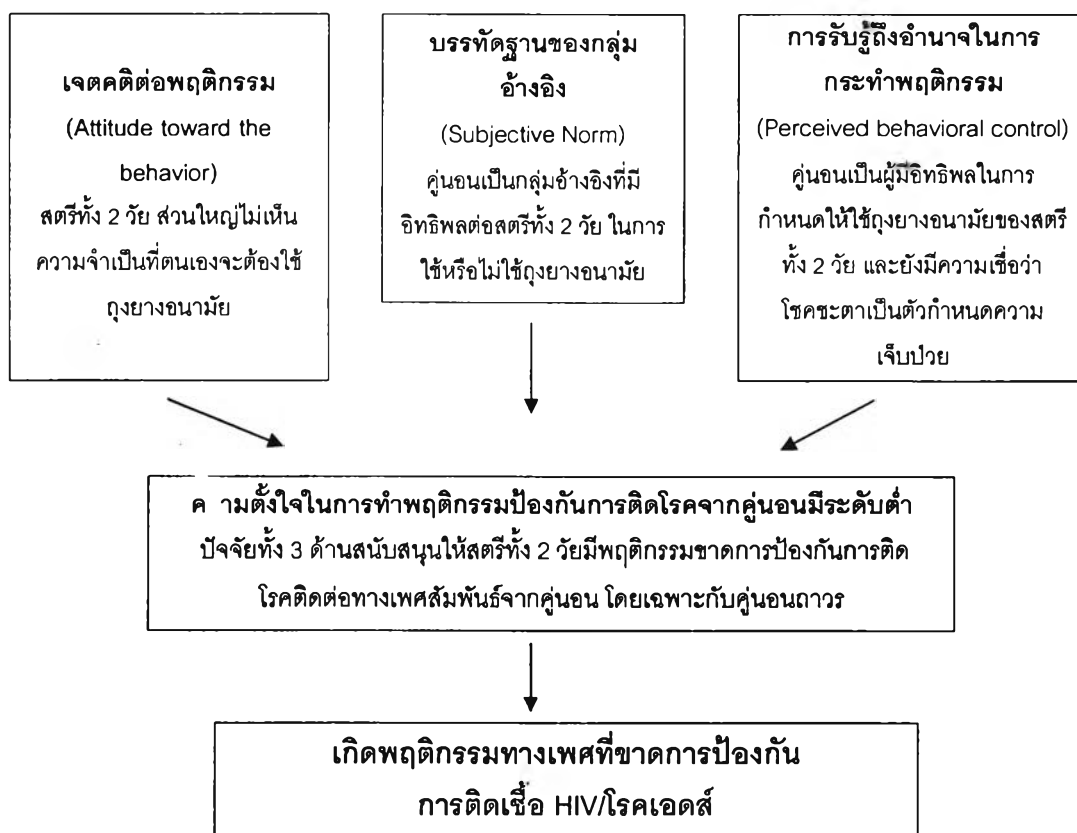 เจตคติต่อพฤติกรรม
(Attitude toward the
behavior)
สตรีทั้ง 2 วัย ส่วนใหญ่ไม่เห็น
ความจำเป็นที่ตนเองจะต้องใช้
ถุงยางอนามัย
บรรทัดฐานของกลุ่ม
อ้างอิง
(Subjective Norm)
คู่นอนเป็นกลุ่มอ้างอิงที่มี
อิทธิพลต่อสตรีทั้ง 2 วัย ในการ
ใช้หรือไม่ใช้ถุงยางอนามัย
การรับรู้ถึงอำนาจในการ
กระทำพฤติกรรม
(Perceived behavioral control)
คู่นอนเป็นผู้มีอิทธิพลในการ
กำหนดให้ใช้ถุงยางอนามัยของสตรี
ทั้ง 2 วัย และยังมีความเชื่อว่า
โชคชะตาเป็นตัวกำหนดความ
เจ็บป่วย
ค ามตั้งใจในการทำพฤติกรรมป้องกันการติดโรคจากคู่นอนมีระดับต่ำ
ปัจจัยทั้ง 3 ด้านสนับสนุนให้สตรีทั้ง 2 วัยมีพฤติกรรมขาดการป้องกันการติด
โรคติดต่อทางเพศสัมพันธ์จากคู่นอน โดยเฉพาะกับคู่นอนถาวร
เกิดพฤติกรรมทางเพศที่ขาดการป้องกัน
การติดเชื้อ HIV/โรคเอดส์